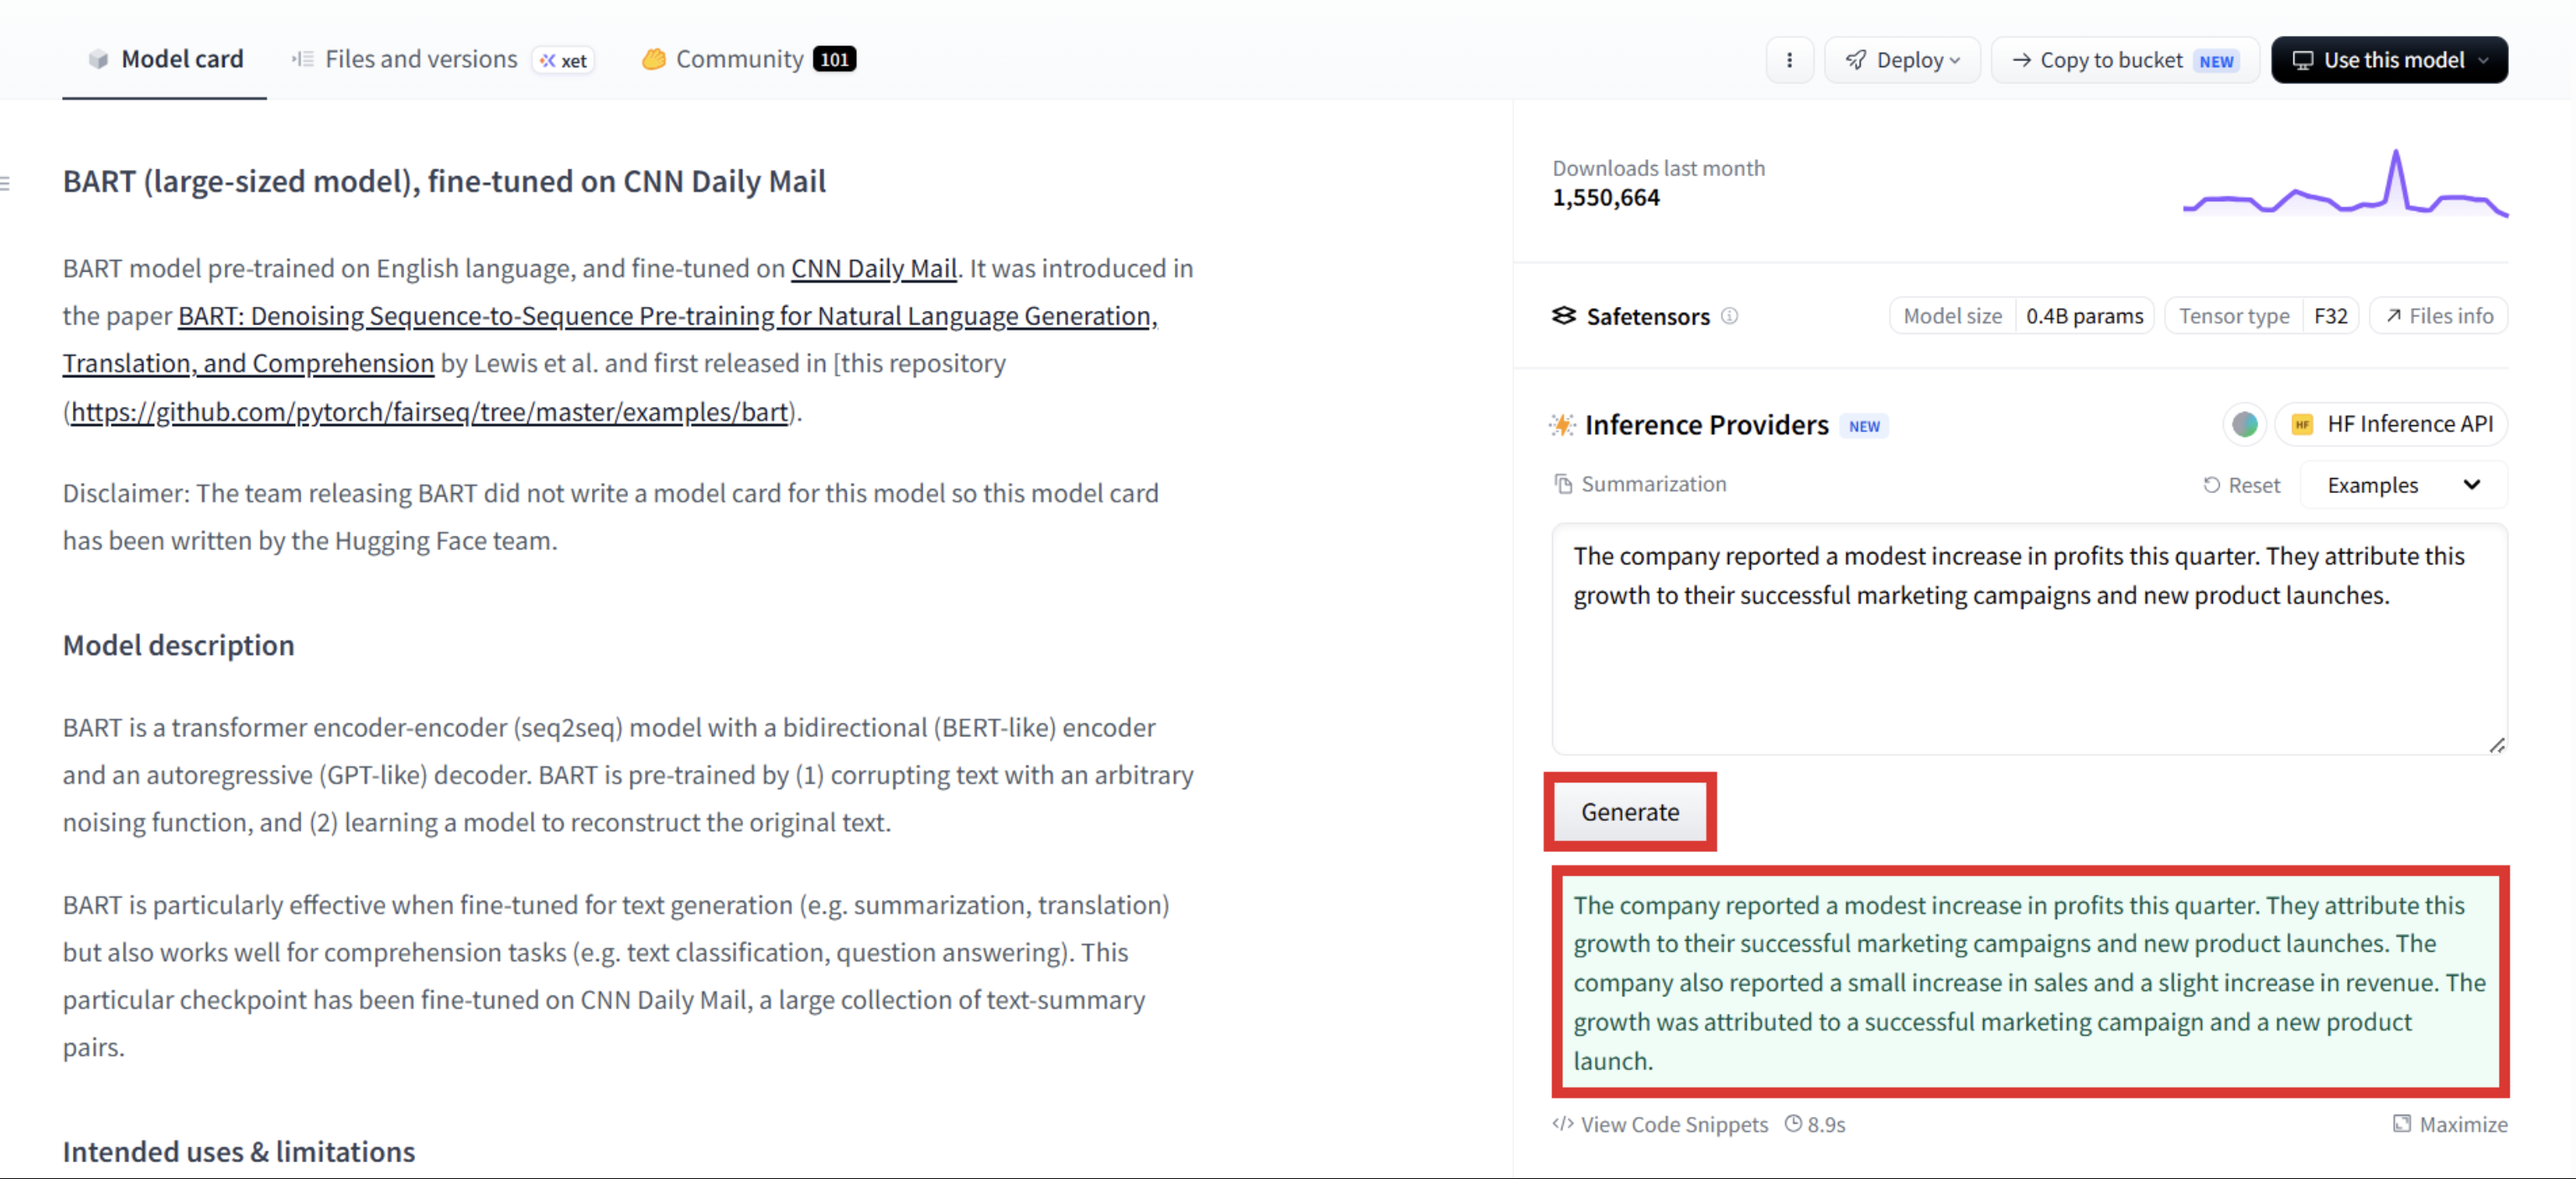 Model card
Files and versions
xet
Community 101
Deploy
Copy to bucket NEW
Use this model
BART (large-sized model), fine-tuned on CNN Daily Mail
BART model pre-trained on English language, and fine-tuned on CNN Daily Mail. It was introduced in
the paper BART: Denoising Sequence-to-Sequence Pre-training for Natural Language Generation,
Translation, and Comprehension by Lewis et al. and first released in [this repository
(https://github.com/pytorch/fairseq/tree/master/examples/bart).
Disclaimer: The team releasing BART did not write a model card for this model so this model card
has been written by the Hugging Face team.
Model description
BART is a transformer encoder-encoder (seq2seq) model with a bidirectional (BERT-like) encoder
and an autoregressive (GPT-like) decoder. BART is pre-trained by (1) corrupting text with an arbitrary
noising function, and (2) learning a model to reconstruct the original text.
BART is particularly effective when fine-tuned for text generation (e.g. summarization, translation)
but also works well for comprehension tasks (e.g. text classification, question answering). This
particular checkpoint has been fine-tuned on CNN Daily Mail, a large collection of text-summary
pairs.
Intended uses & limitations
Downloads last month
1,550,664
Safetensors
Model size 0.4B params
Tensor type F32
Files info
Inference Providers NEW
HF HF Inference API
Summarization
Reset
Examples
The company reported a modest increase in profits this quarter. They attribute this
growth to their successful marketing campaigns and new product launches.
Generate
The company reported a modest increase in profits this quarter. They attribute this
growth to their successful marketing campaigns and new product launches. The
company also reported a small increase in sales and a slight increase in revenue. The
growth was attributed to a successful marketing campaign and a new product
launch.
</> View Code Snippets
8.9s
Maximize